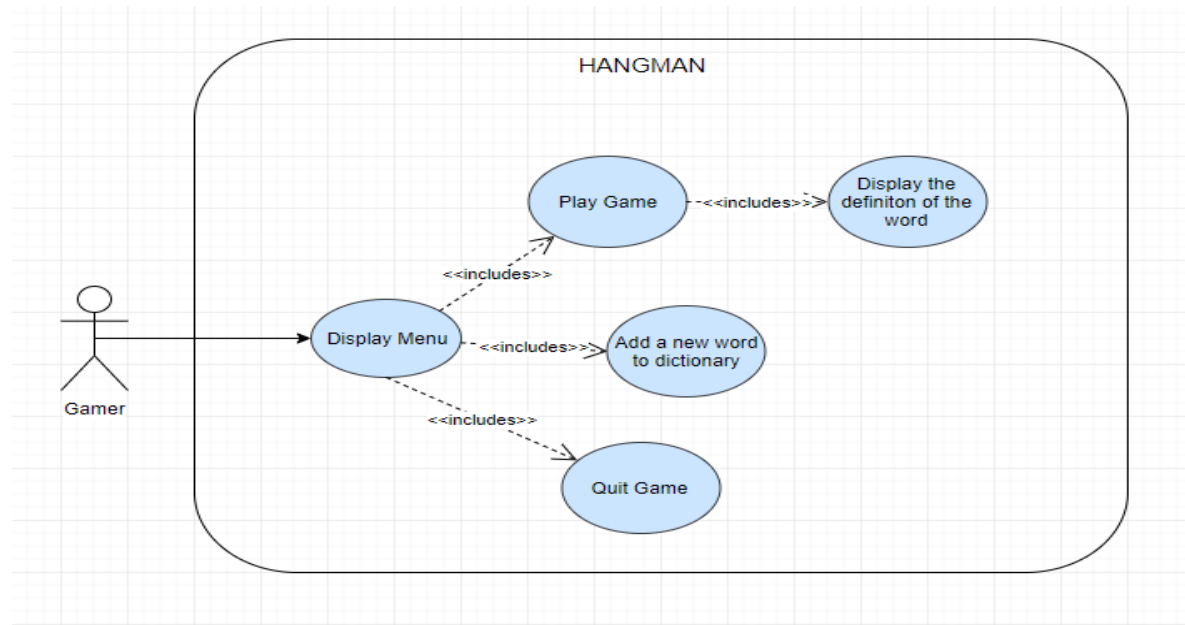 HANGMAN
Play Game
<<includes>>
Display the
definiton of the
word
<<includes>>
Display Menu
<<includes>>
Add a new word
to dictionary
Gamer
<<includes>>
Quit Game